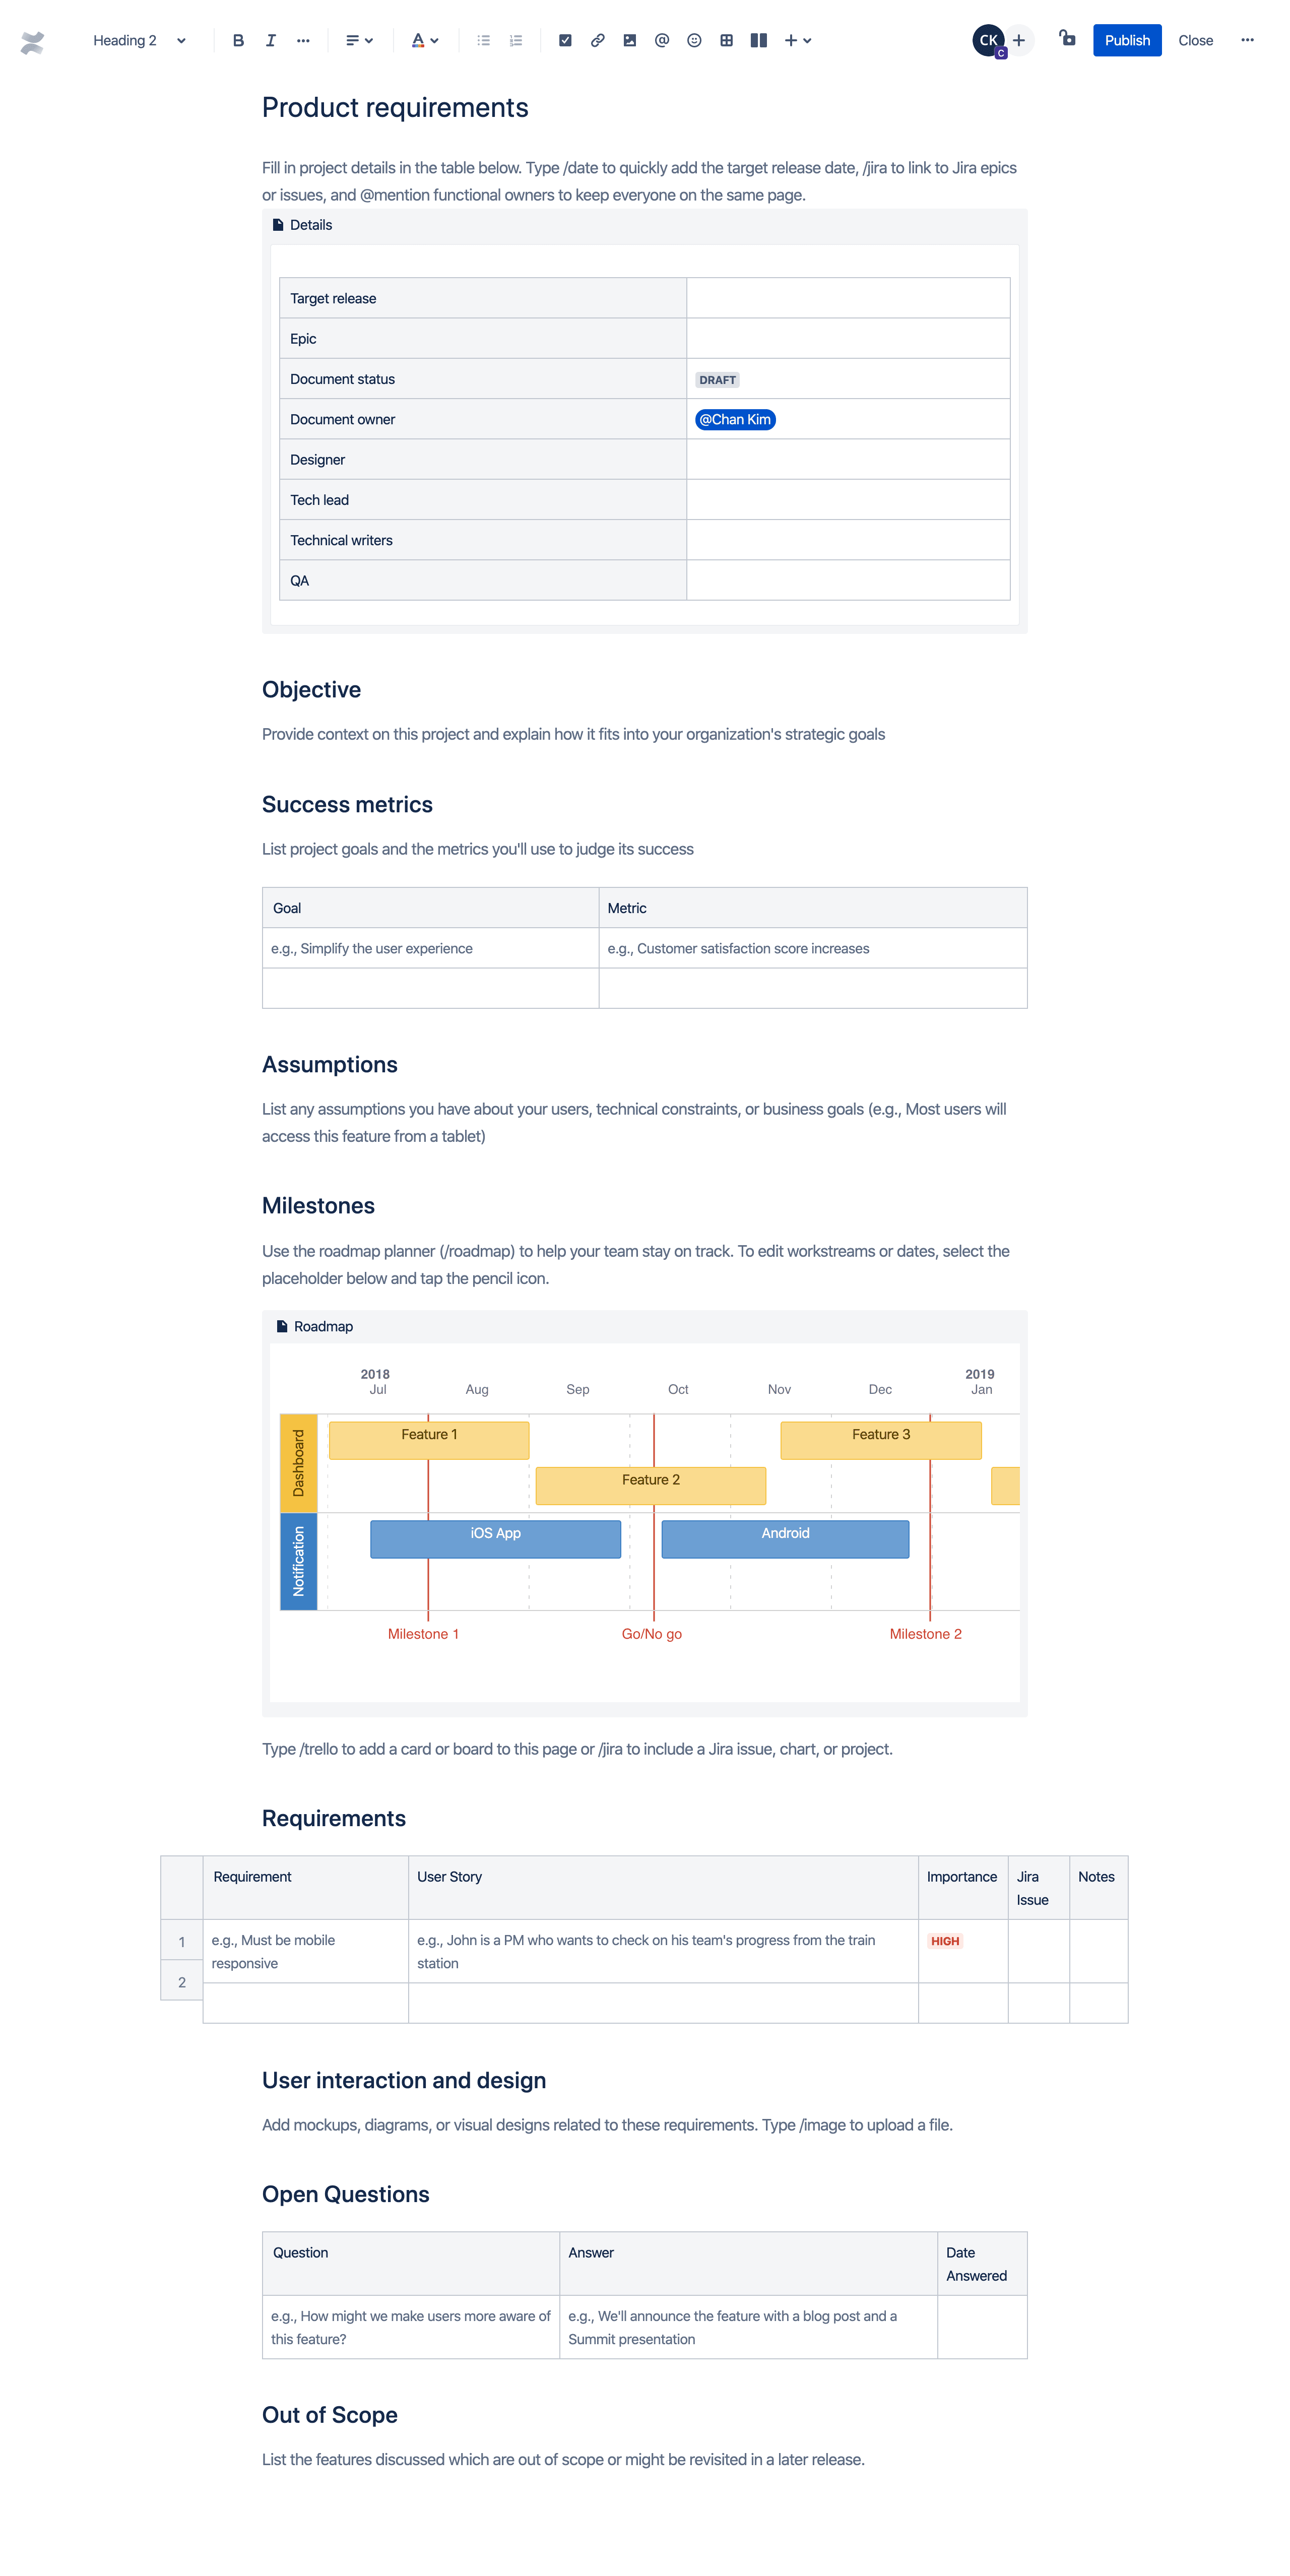 Heading 2
B
I
A
CK
C
Publish
Close
Product requirements
Fill in project details in the table below. Type /date to quickly add the target release date, /jira to link to Jira epics
or issues, and @mention functional owners to keep everyone on the same page.
Details
Target release
Epic
Document status
DRAFT
Document owner
@Chan Kim
Designer
Tech lead
Technical writers
QA
Objective
Provide context on this project and explain how it fits into your organization's strategic goals
Success metrics
List project goals and the metrics you'll use to judge its success
Goal
Metric
e.g., Simplify the user experience
e.g., Customer satisfaction score increases
Assumptions
List any assumptions you have about your users, technical constraints, or business goals (e.g., Most users will
access this feature from a tablet)
Milestones
Use the roadmap planner (/roadmap) to help your team stay on track. To edit workstreams or dates, select the
placeholder below and tap the pencil icon.
Roadmap
2018
2019
Jul
Aug
Sep
Oct
Nov
Dec
Jan
Dashboard
Feature 1
Feature 3
Feature 2
Notification
iOS App
Android
Milestone 1
Go/No go
Milestone 2
Type /trello to add a card or board to this page or /jira to include a Jira issue, chart, or project.
Requirements
Requirement
User Story
Importance
Jira
Issue
Notes
1
e.g., Must be mobile
responsive
e.g., John is a PM who wants to check on his team's progress from the train
station
HIGH
2
User interaction and design
Add mockups, diagrams, or visual designs related to these requirements. Type /image to upload a file.
Open Questions
Question
Answer
Date
Answered
e.g., How might we make users more aware of
this feature?
e.g., We'll announce the feature with a blog post and a
Summit presentation
Out of Scope
List the features discussed which are out of scope or might be revisited in a later release.